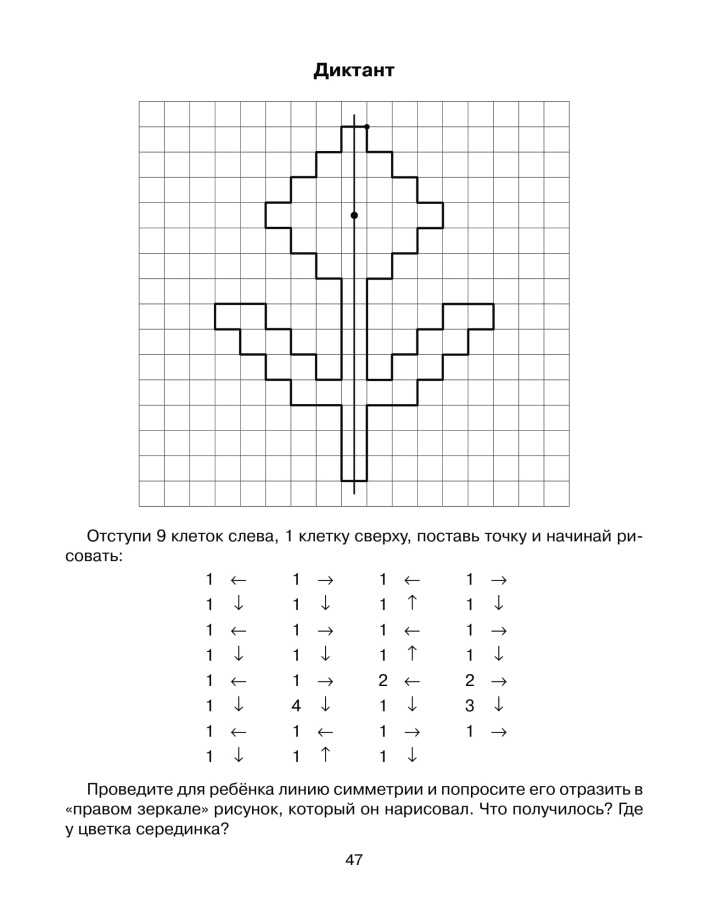 Диктант
Отступи 9 клеток слева, 1 клетку сверху, поставь точку и начинай ри-
совать:
1 ← 1 → 1 ← 1 →
1 ↓ 1 ↓ 1 ↑ 1 ↓
1 ← 1 → 1 ← 1 →
1 ↓ 1 ↓ 1 ↑ 1 ↓
1 ← 1 → 2 ← 2 →
1 ↓ 4 ↓ 1 ↓ 3 ↓
1 ← 1 ← 1 → 1 →
1 ↓ 1 ↑ 1 ↓
Проведите для ребёнка линию симметрии и попросите его отразить в
«правом зеркале» рисунок, который он нарисовал. Что получилось? Где
у цветка серединка?
47